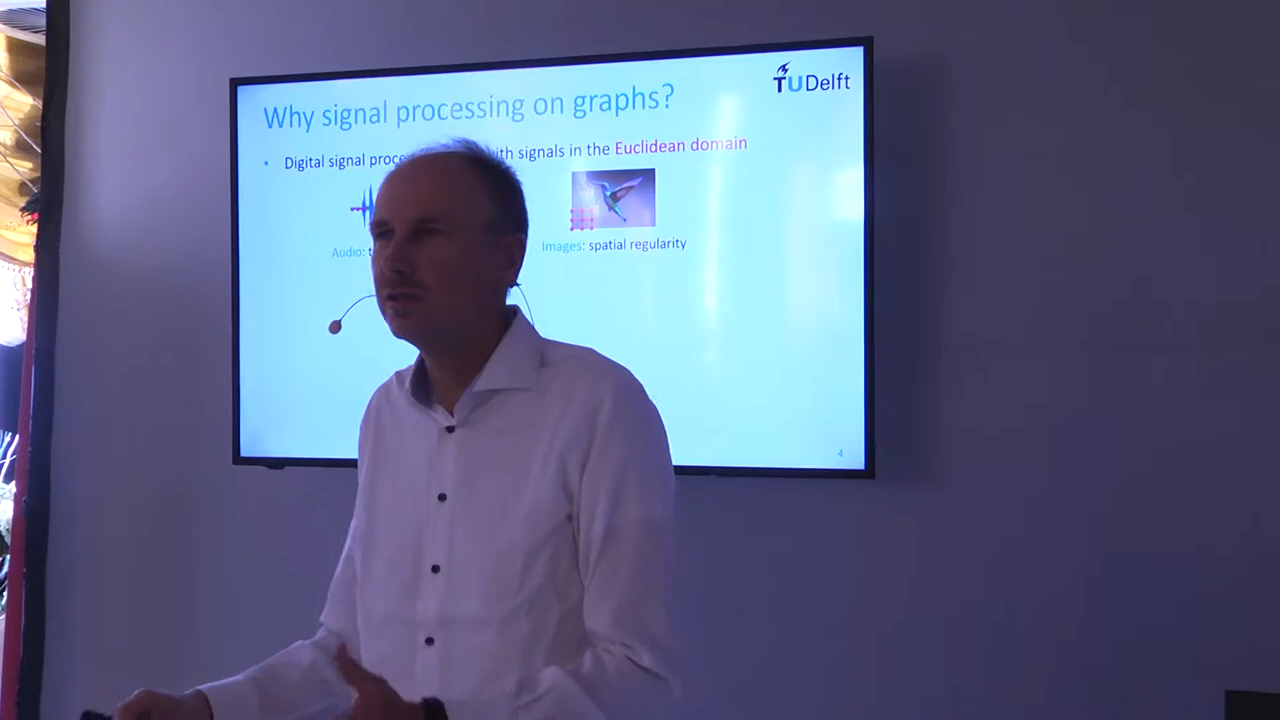 TUDelft
Why signal processing on graphs?
• Digital signal proce ith signals in the Euclidean domain
Audio: t Images: spatial regularity
4